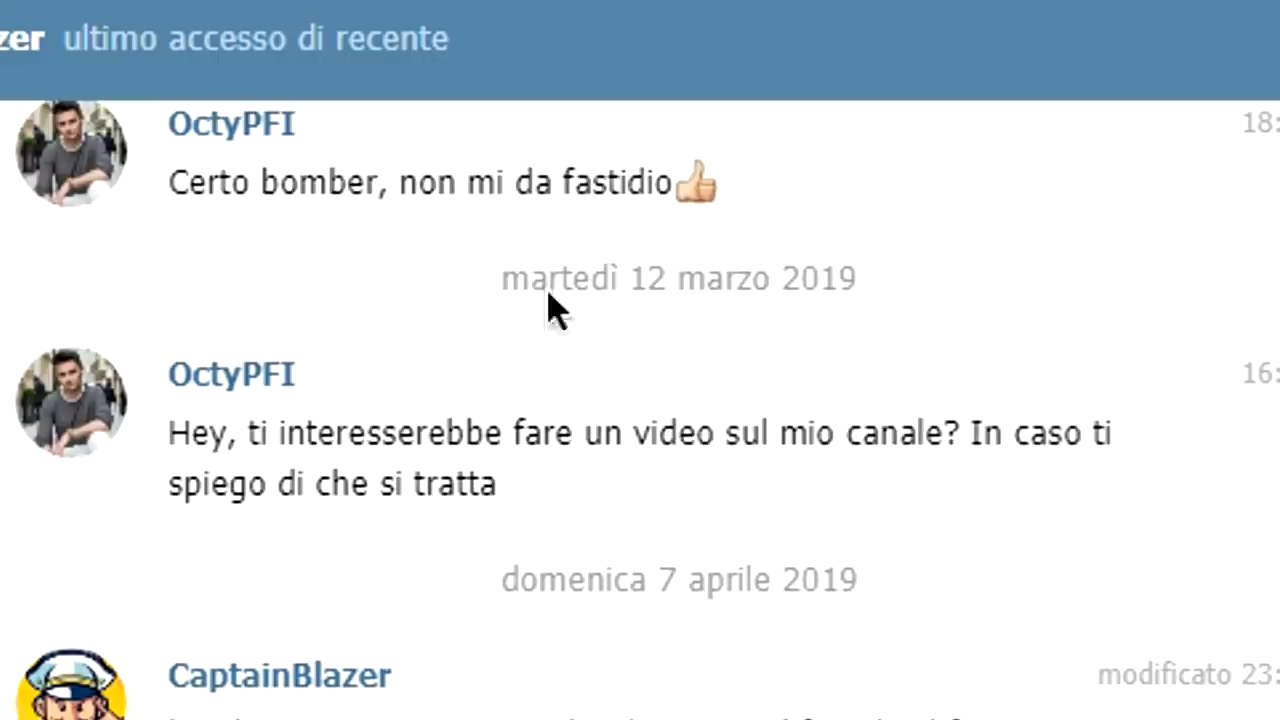 zer ultimo accesso di recente
OctyPFI 18:
Certo bomber, non mi da fastidio👍🏼
martedì 12 marzo 2019
OctyPFI 16:
Hey, ti interesserebbe fare un video sul mio canale? In caso ti
spiego di che si tratta
domenica 7 aprile 2019
CaptainBlazer modificato 23: